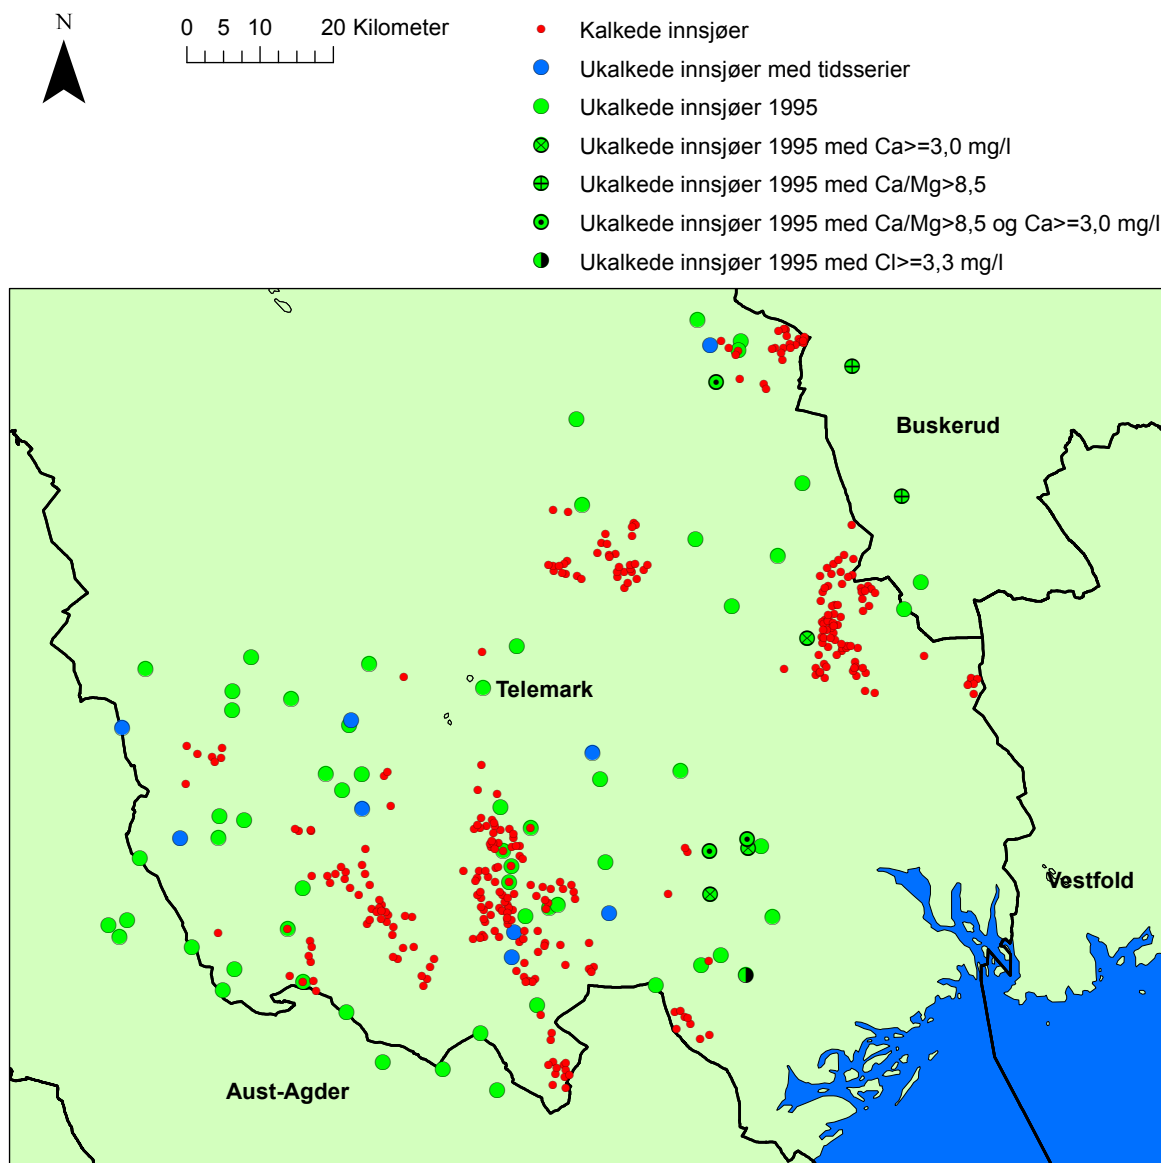 N
0 5 10 20 Kilometer
Kalkede innsjøer
Ukalkede innsjøer med tidsserier
Ukalkede innsjøer 1995
Ukalkede innsjøer 1995 med Ca>=3,0 mg/l
Ukalkede innsjøer 1995 med Ca/Mg>8,5
Ukalkede innsjøer 1995 med Ca/Mg>8,5 og Ca>=3,0 mg/l
Ukalkede innsjøer 1995 med Cl>=3,3 mg/l
Buskerud
Telemark
Vestfold
Aust-Agder